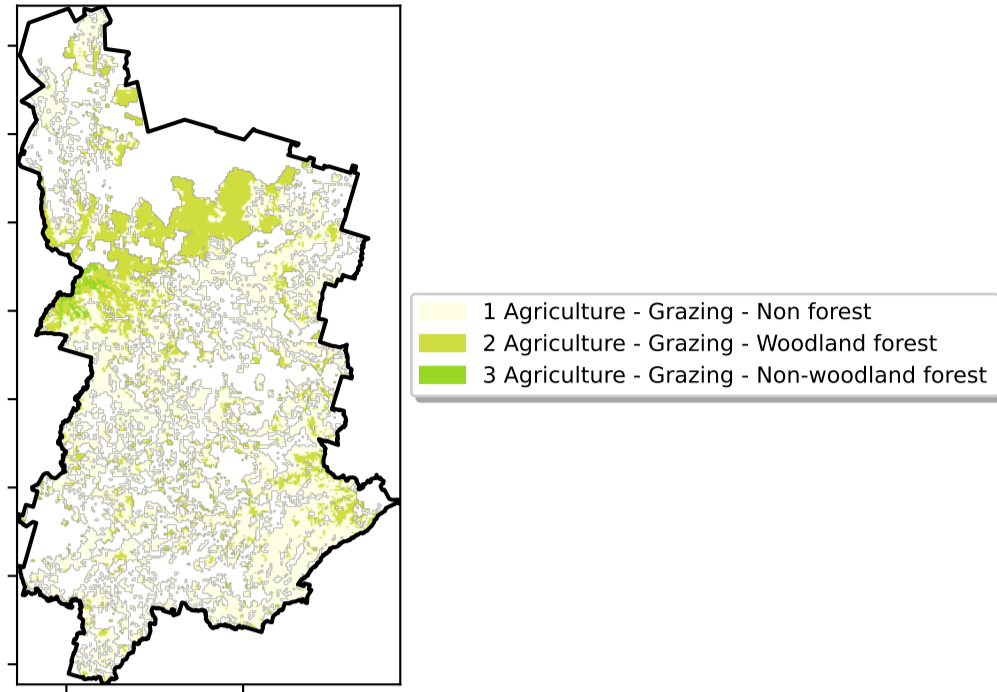 1 Agriculture - Grazing - Non forest
2 Agriculture - Grazing - Woodland forest
3 Agriculture - Grazing - Non-woodland forest